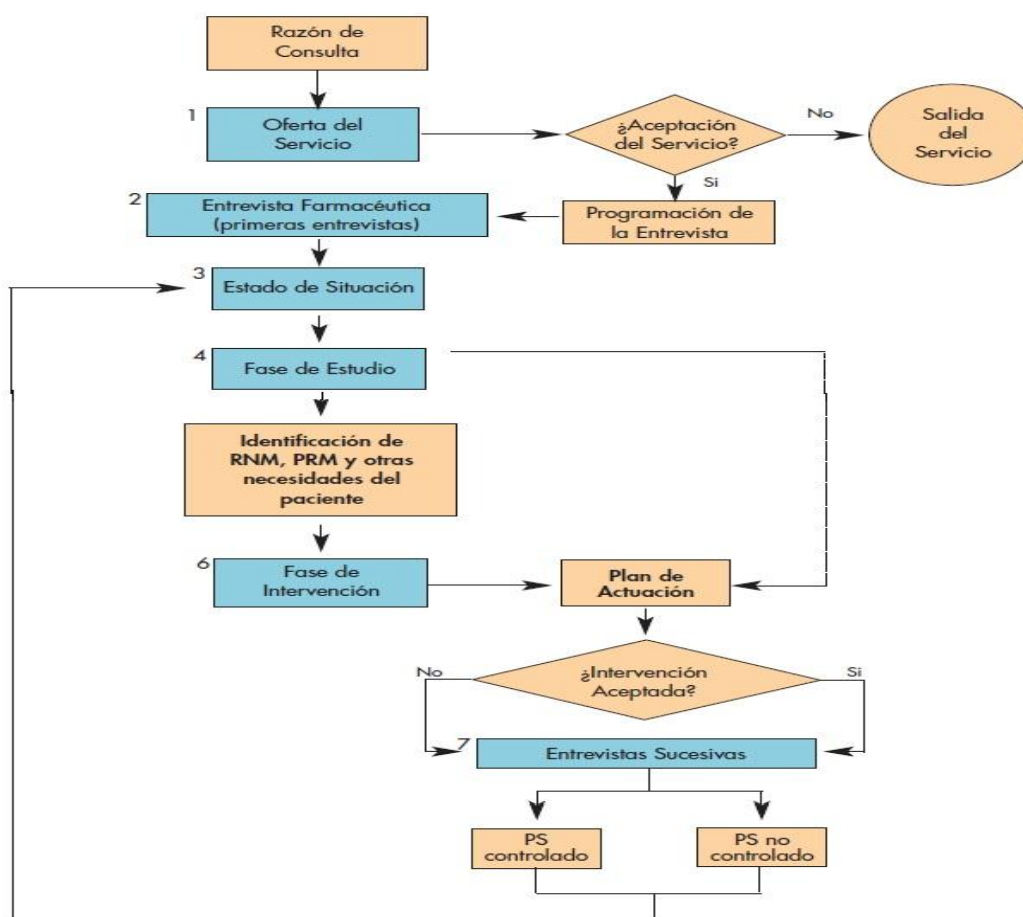 Razón de
Consulta
1
Oferta del
Servicio
¿Aceptación
del Servicio?
No
Salida
del
Servicio
Si
2
Entrevista Farmacéutica
(primeras entrevistas)
Programación de
la Entrevista
3
Estado de Situación
4
Fase de Estudio
Identificación de
RNM, PRM y otras
necesidades del
paciente
6
Fase de
Intervención
Plan de
Actuación
¿Intervención
Aceptada?
No
Si
7
Entrevistas Sucesivas
PS
controlado
PS no
controlado